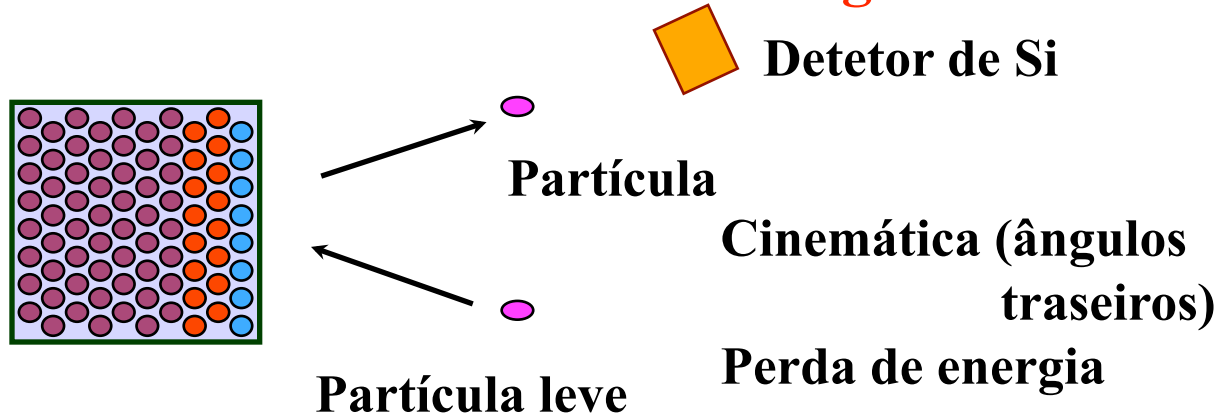 Detetor de Si
Partícula
Cinemática (ângulos
traseiros)
Perda de energia
Partícula leve